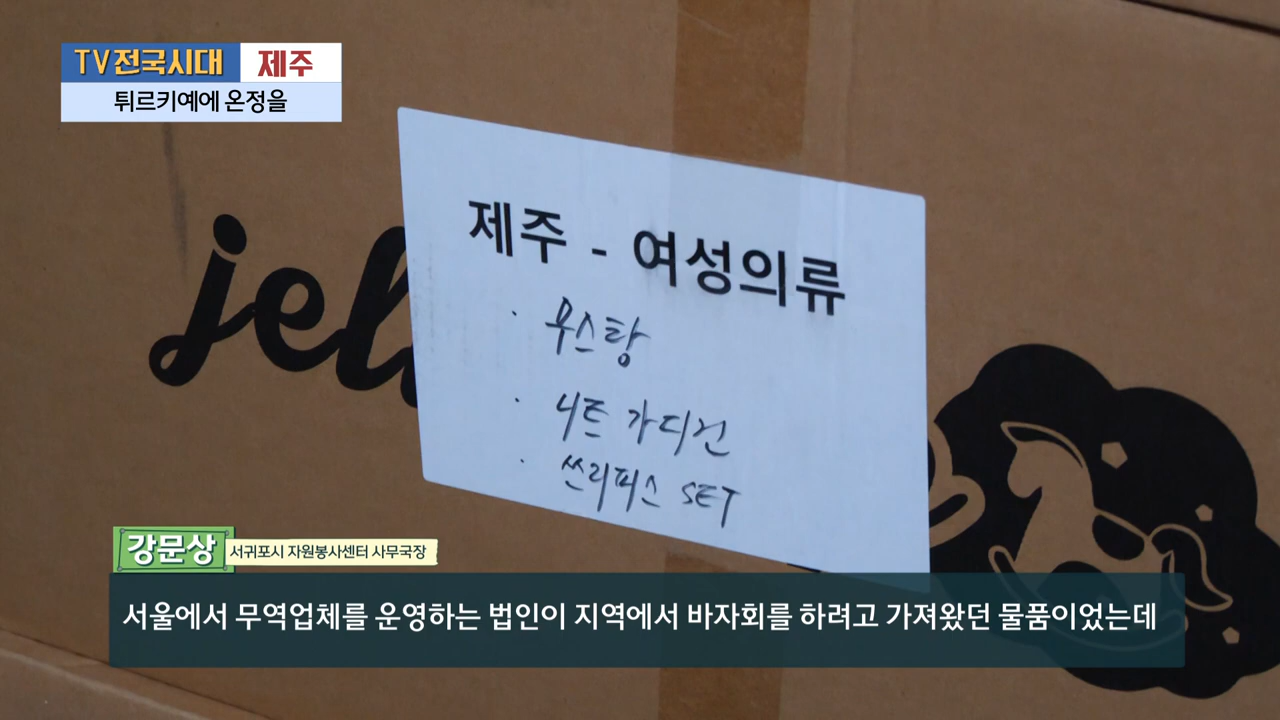 TV전국시대 제주
튀르키예에 온정을
jel
제주 - 여성의류
· 무스탕
· 니트 가디건
· 쓰리피스 SET
강문상 서귀포시 자원봉사센터 사무국장
서울에서 무역업체를 운영하는 법인이 지역에서 바자회를 하려고 가져왔던 물품이었는데